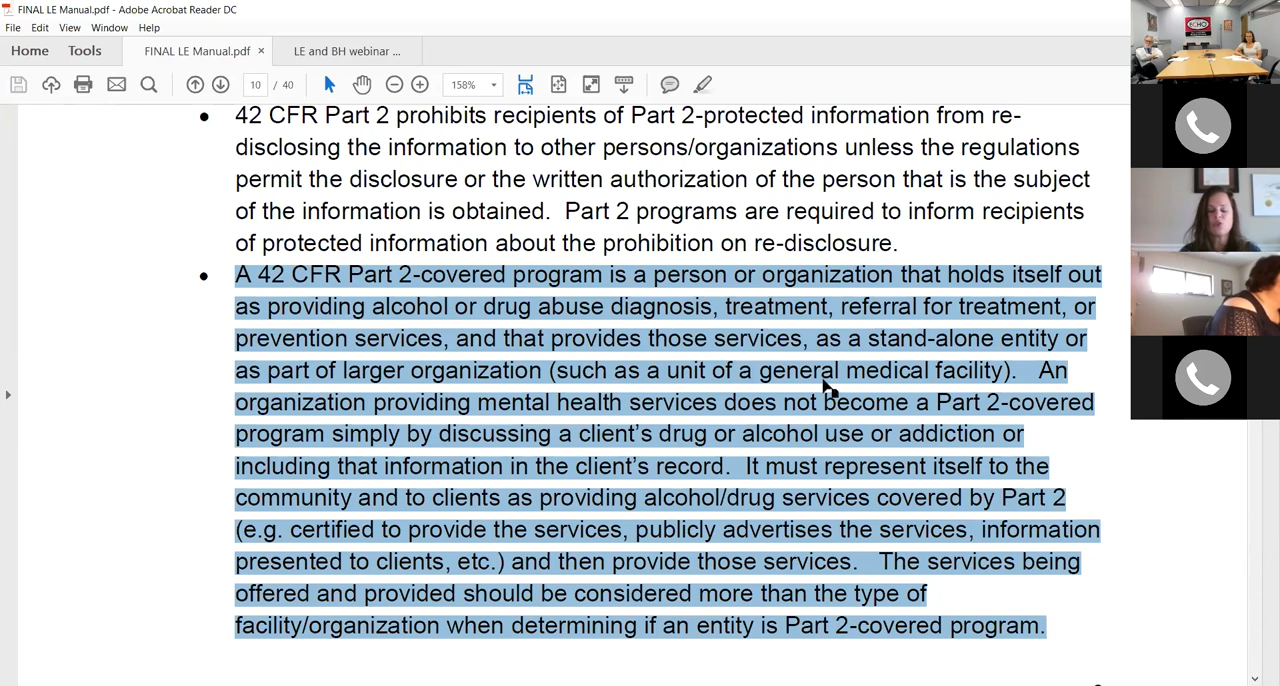 FINAL LE Manual.pdf - Adobe Acrobat Reader DC
File Edit View Window Help
Home Tools FINAL LE Manual.pdf × LE and BH webinar ...
10 / 40 158%
ECHO
• 42 CFR Part 2 prohibits recipients of Part 2-protected information from re-
disclosing the information to other persons/organizations unless the regulations
permit the disclosure or the written authorization of the person that is the subject
of the information is obtained. Part 2 programs are required to inform recipients
of protected information about the prohibition on re-disclosure.
• A 42 CFR Part 2-covered program is a person or organization that holds itself out
as providing alcohol or drug abuse diagnosis, treatment, referral for treatment, or
prevention services, and that provides those services, as a stand-alone entity or
as part of larger organization (such as a unit of a general medical facility). An
organization providing mental health services does not become a Part 2-covered
program simply by discussing a client's drug or alcohol use or addiction or
including that information in the client's record. It must represent itself to the
community and to clients as providing alcohol/drug services covered by Part 2
(e.g. certified to provide the services, publicly advertises the services, information
presented to clients, etc.) and then provide those services. The services being
offered and provided should be considered more than the type of
facility/organization when determining if an entity is Part 2-covered program.